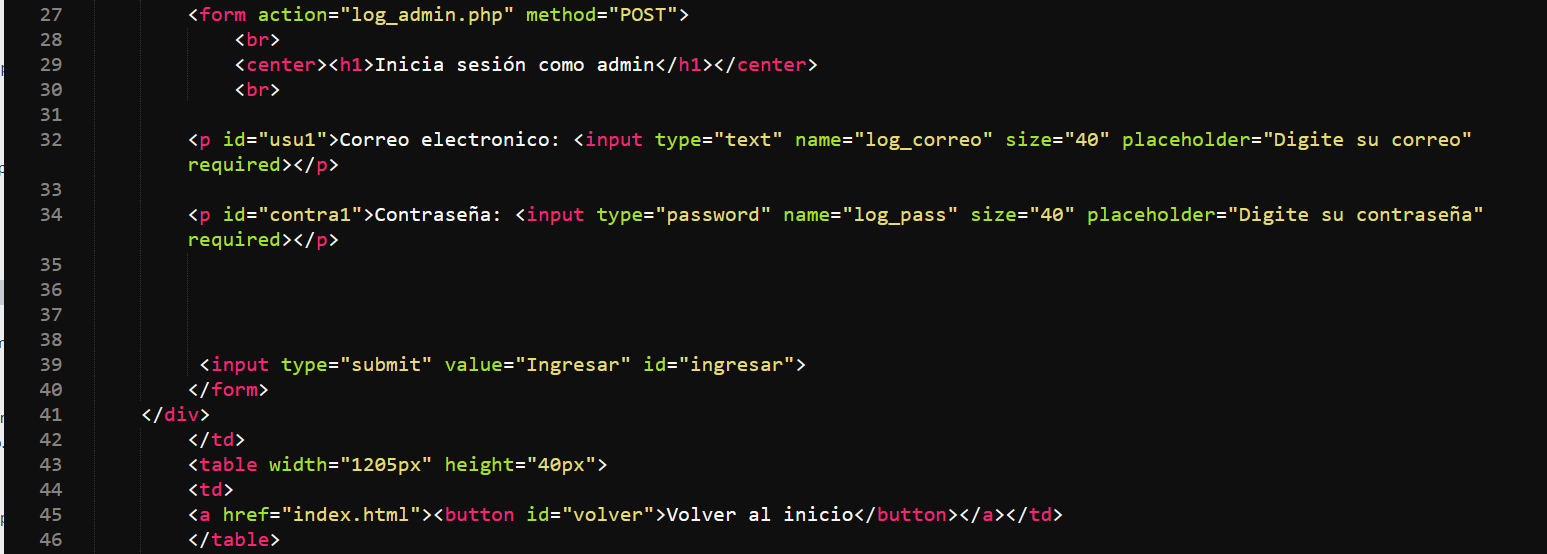 27 <form action="log_admin.php" method="POST">
28 <br>
29 <center><h1>Inicia sesión como admin</h1></center>
30 <br>
31
32 <p id="usu1">Correo electronico: <input type="text" name="log_correo" size="40" placeholder="Digite su correo"
required></p>
33
34 <p id="contra1">Contraseña: <input type="password" name="log_pass" size="40" placeholder="Digite su contraseña"
required></p>
35
36
37
38
39 <input type="submit" value="Ingresar" id="ingresar">
40 </form>
41 </div>
42 </td>
43 <table width="1205px" height="40px">
44 <td>
45 <a href="index.html"><button id="volver">Volver al inicio</button></a></td>
46 </table>